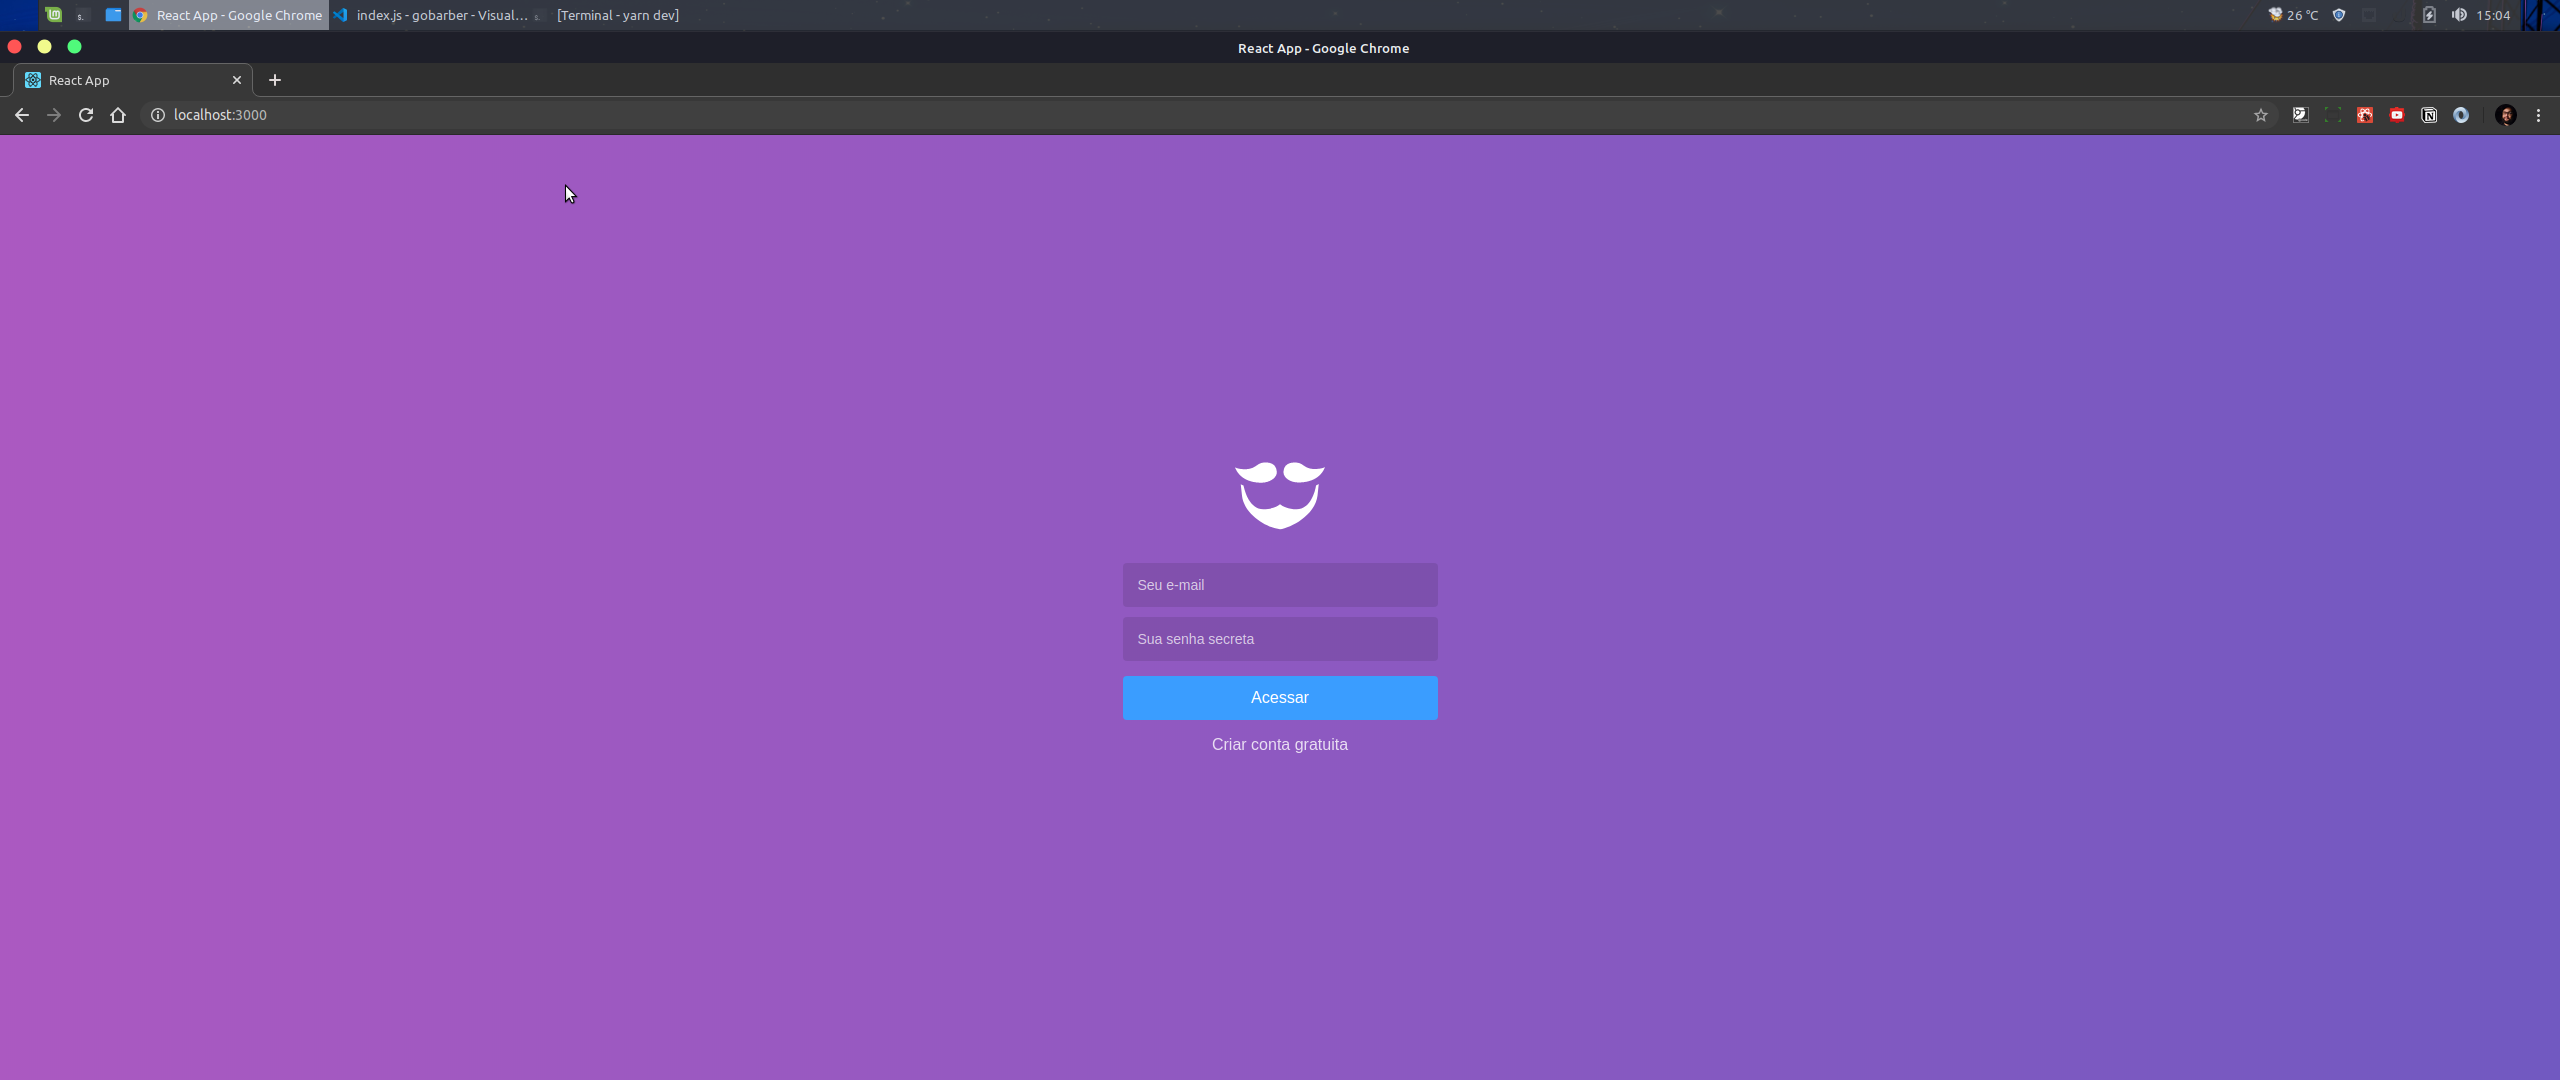 React App - Google Chrome
index.js - gobarber - Visual...
[Terminal - yarn dev]
26 °C
15:04
React App - Google Chrome
React App
localhost:3000
Seu e-mail
Sua senha secreta
Acessar
Criar conta gratuita